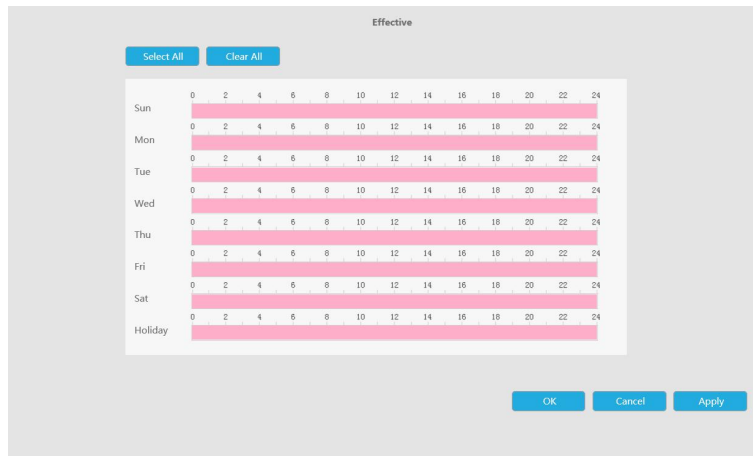 Effective
Select All Clear All
0 2 4 6 8 10 12 14 16 18 20 22 24
Sun
0 2 4 6 8 10 12 14 16 18 20 22 24
Mon
0 2 4 6 8 10 12 14 16 18 20 22 24
Tue
0 2 4 6 8 10 12 14 16 18 20 22 24
Wed
0 2 4 6 8 10 12 14 16 18 20 22 24
Thu
0 2 4 6 8 10 12 14 16 18 20 22 24
Fri
0 2 4 6 8 10 12 14 16 18 20 22 24
Sat
0 2 4 6 8 10 12 14 16 18 20 22 24
Holiday
OK Cancel Apply